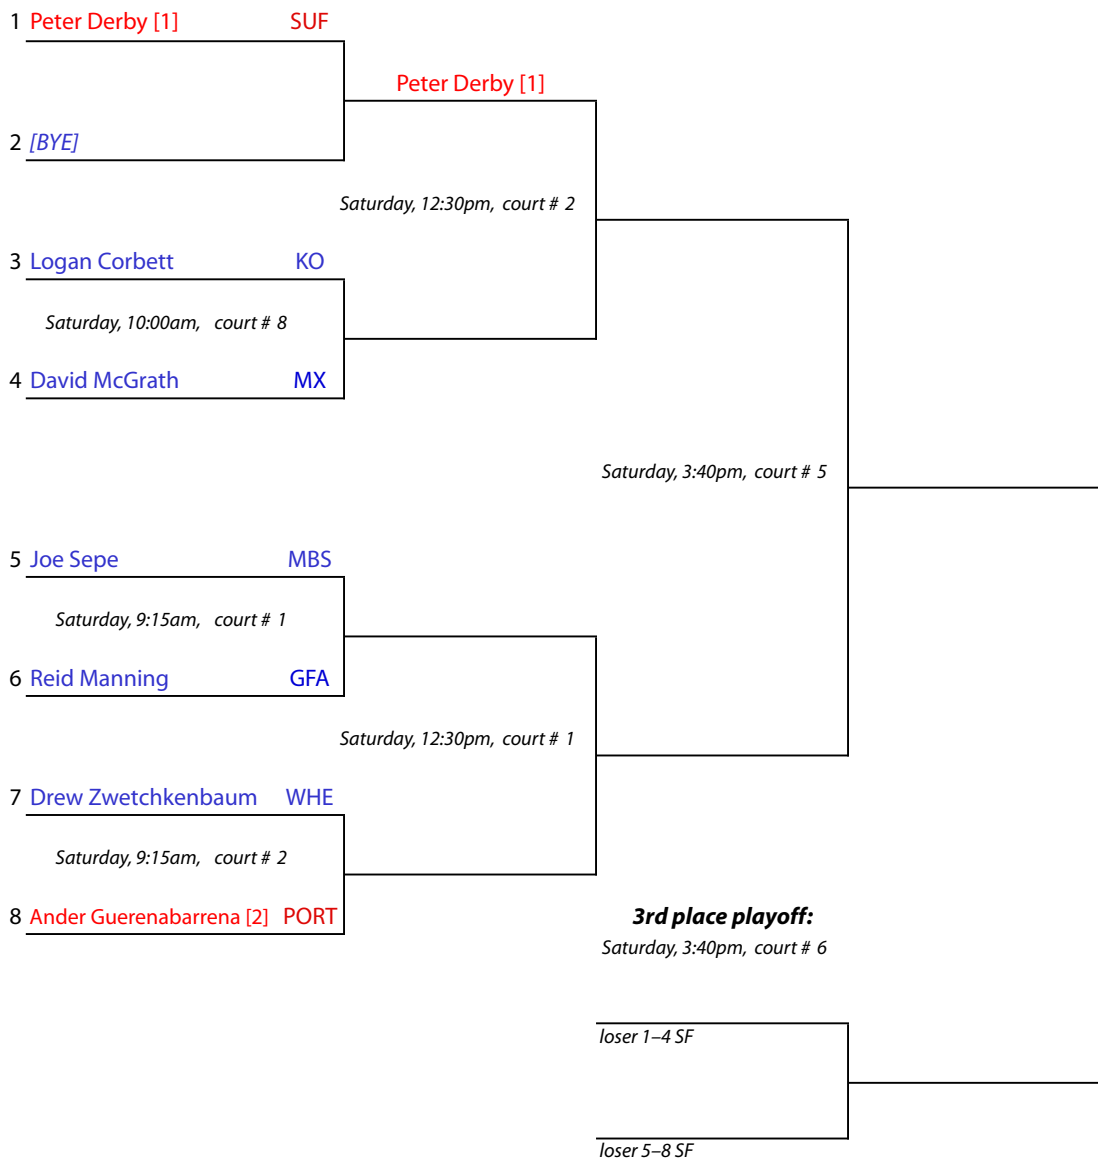 1 Peter Derby [1] SUF
Peter Derby [1]
2 [BYE]
Saturday, 12:30pm, court # 2
3 Logan Corbett KO
Saturday, 10:00am, court # 8
4 David McGrath MX
Saturday, 3:40pm, court # 5
5 Joe Sepe MBS
Saturday, 9:15am, court # 1
6 Reid Manning GFA
Saturday, 12:30pm, court # 1
7 Drew Zwetchkenbaum WHE
Saturday, 9:15am, court # 2
8 Ander Guerenabarrena [2] PORT
3rd place playoff:
Saturday, 3:40pm, court # 6
loser 1–4 SF
loser 5–8 SF